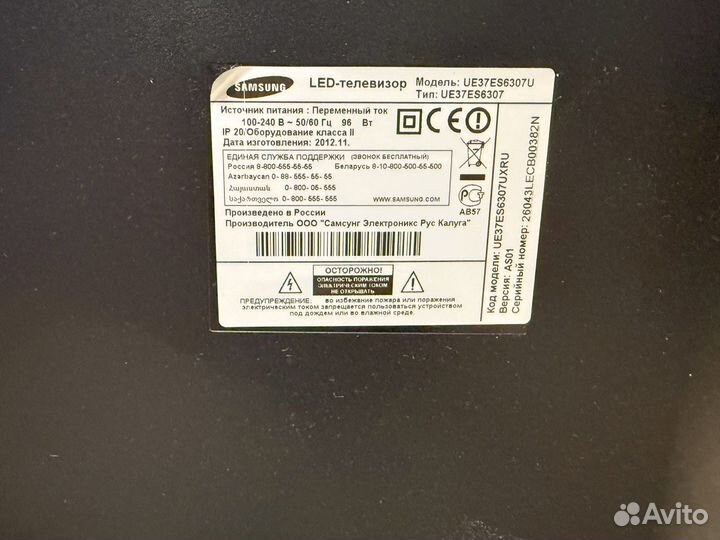 SAMSUNG LED-телевизор Модель: UE37ES6307U
Тип: UE37ES6307
Источник питания : Переменный ток
100-240 В ~ 50/60 Гц 96 Вт
IP 20/Оборудование класса II
Дата изготовления: 2012.11.
ЕДИНАЯ СЛУЖБА ПОДДЕРЖКИ (ЗВОНОК БЕСПЛАТНЫЙ)
Россия 8-800-555-55-55 Беларусь 8-10-800-500-55-500
Azərbaycan 0-88-555-55-55
Հայաստան 0-800-05-555
საქართველო 0-800-555-555 WWW.SAMSUNG.COM
CE
РС
АВ57
Произведено в России
Производитель ООО "Самсунг Электроникс Рус Калуга"
ОСТОРОЖНО!
ОПАСНОСТЬ ПОРАЖЕНИЯ
ЭЛЕКТРИЧЕСКИМ ТОКОМ
НЕ ОТКРЫВАТЬ
ПРЕДУПРЕЖДЕНИЕ: во избежание пожара или поражения
электрическим током запрещается пользоваться устройством
под дождем или во влажной среде.
Код модели: UE37ES6307UXRU
Версия: AS01
Серийный номер: 26043LECB00382N
Avito